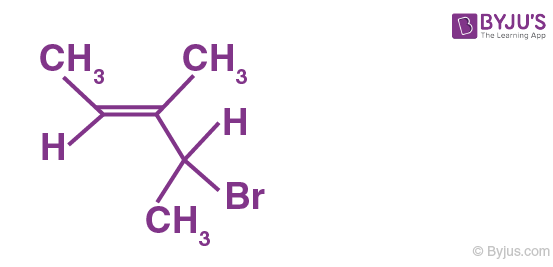 BYJU'S
The Learning App
CH3 CH3
H
H
Br
CH3
© Byjus.com